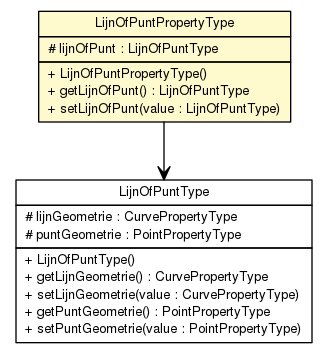 LijnOfPuntPropertyType
# lijnOfPunt : LijnOfPuntType
+ LijnOfPuntPropertyType()
+ getLijnOfPunt() : LijnOfPuntType
+ setLijnOfPunt(value : LijnOfPuntType)
LijnOfPuntType
# lijnGeometrie : CurvePropertyType
# puntGeometrie : PointPropertyType
+ LijnOfPuntType()
+ getLijnGeometrie() : CurvePropertyType
+ setLijnGeometrie(value : CurvePropertyType)
+ getPuntGeometrie() : PointPropertyType
+ setPuntGeometrie(value : PointPropertyType)